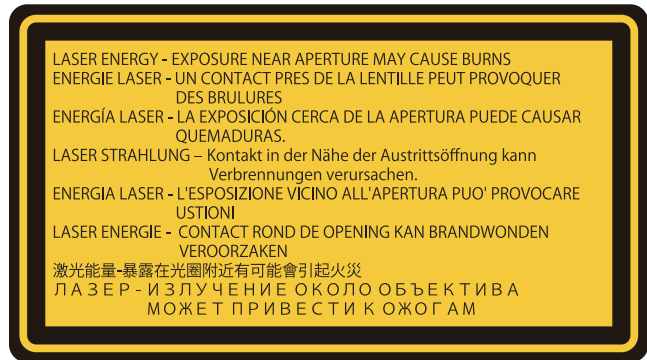 LASER ENERGY - EXPOSURE NEAR APERTURE MAY CAUSE BURNS
ENERGIE LASER - UN CONTACT PRES DE LA LENTILLE PEUT PROVOQUER
DES BRULURES
ENERGÍA LASER - LA EXPOSICIÓN CERCA DE LA APERTURA PUEDE CAUSAR
QUEMADURAS.
LASER STRAHLUNG – Kontakt in der Nähe der Austrittsöffnung kann
Verbrennungen verursachen.
ENERGIA LASER - L'ESPOSIZIONE VICINO ALL'APERTURA PUO' PROVOCARE
USTIONI
LASER ENERGIE - CONTACT ROND DE OPENING KAN BRANDWONDEN
VEROORZAKEN
激光能量-暴露在光圈附近有可能會引起火災
ЛАЗЕР-ИЗЛУЧЕНИЕ ОКОЛО ОБЪЕКТИВА
МОЖЕТ ПРИВЕСТИ К ОЖОГАМ